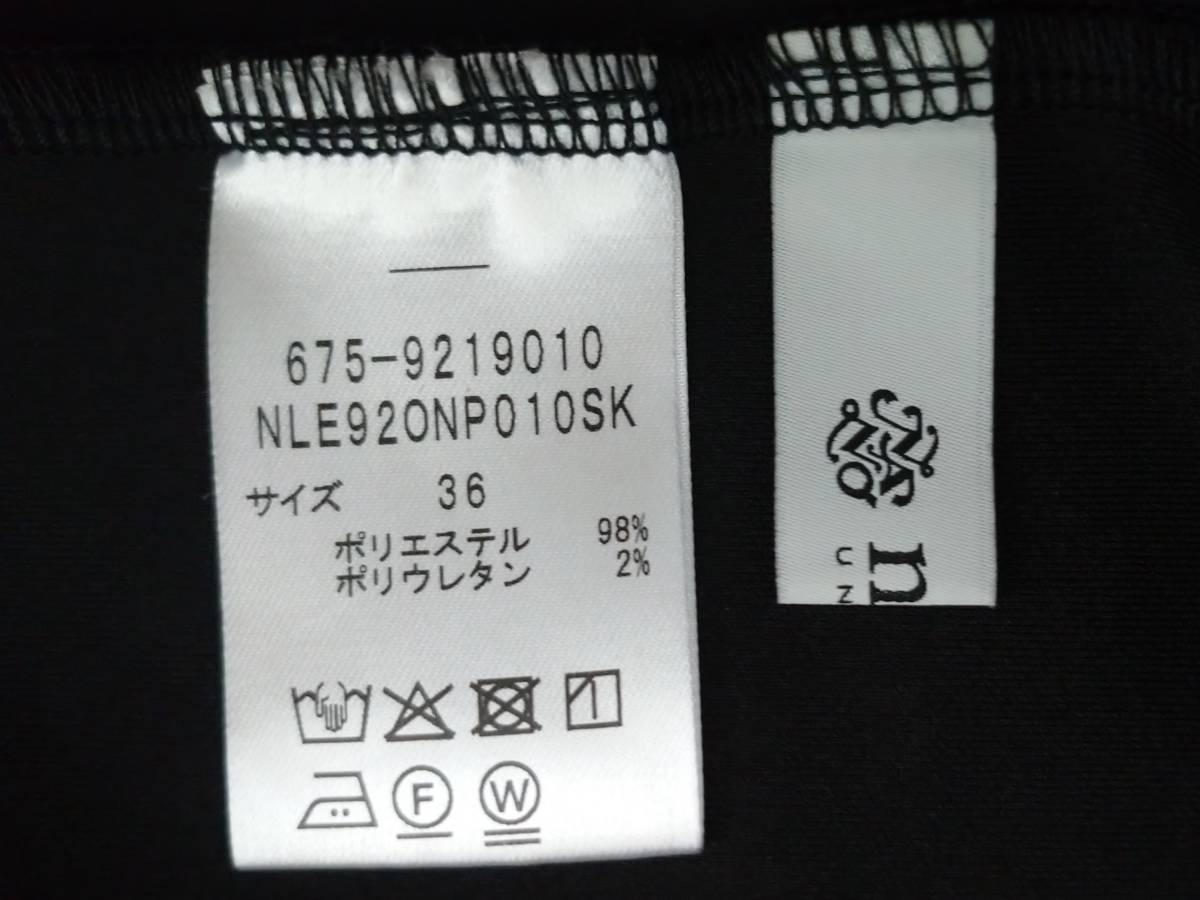 675-9219010
NLE920NP010SK
サイズ 36
ポリエステル 98%
ポリウレタン 2%
F
W
n